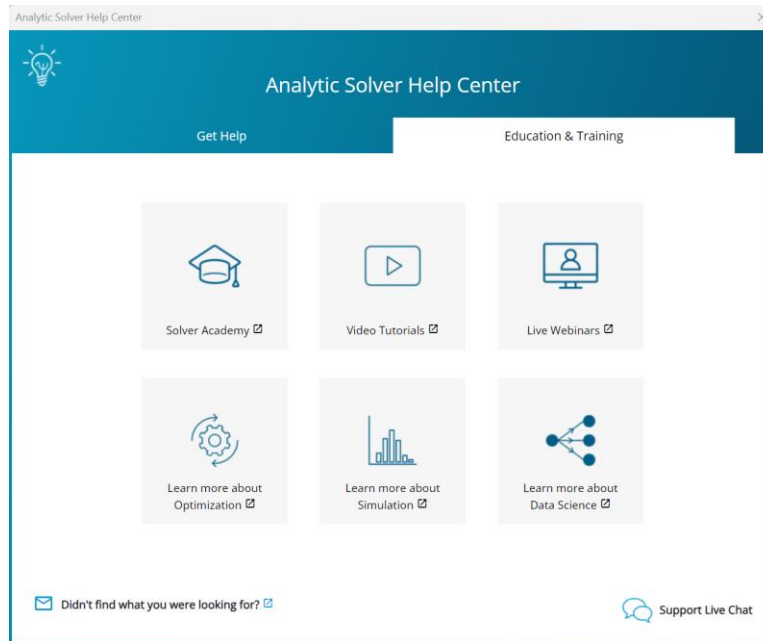 Analytic Solver Help Center
Analytic Solver Help Center
Get Help
Education & Training
Solver Academy
Video Tutorials
Live Webinars
Learn more about
Optimization
Learn more about
Simulation
Learn more about
Data Science
Didn't find what you were looking for?
Support Live Chat